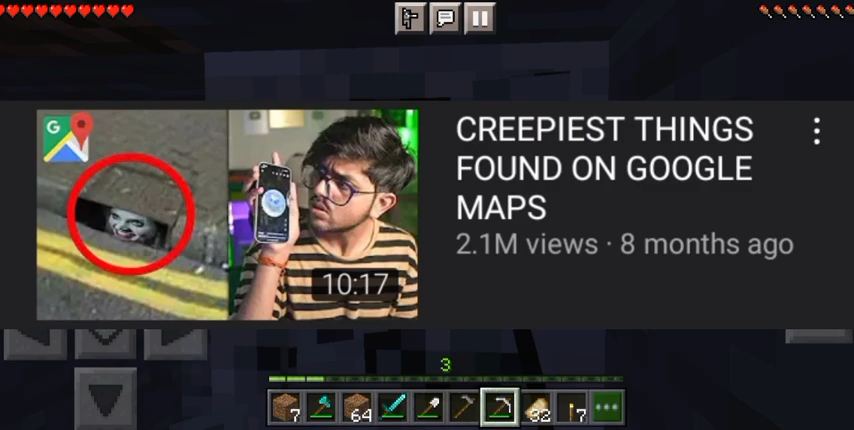 G
CREEPIEST THINGS
FOUND ON GOOGLE
MAPS
2.1M views · 8 months ago
10:17
3
7
64
32
7